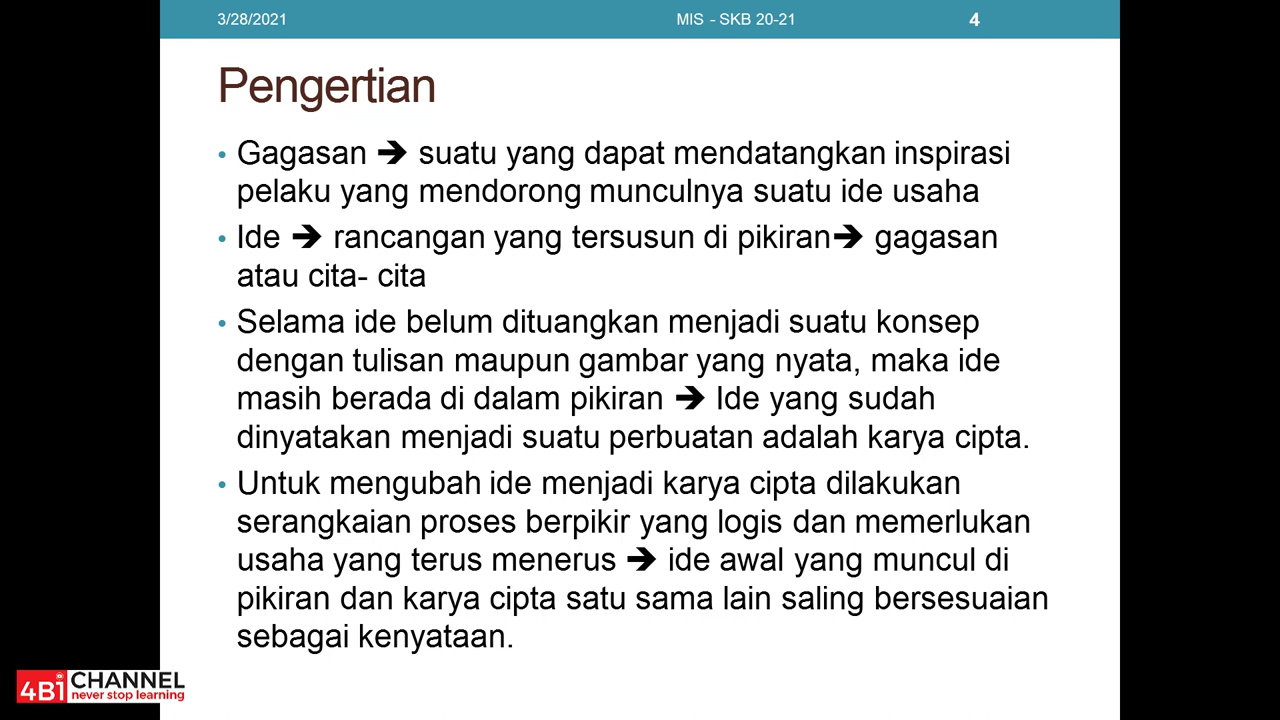 3/28/2021 MIS - SKB 20-21 4
Pengertian
• Gagasan ➔ suatu yang dapat mendatangkan inspirasi
pelaku yang mendorong munculnya suatu ide usaha
• Ide ➔ rancangan yang tersusun di pikiran➔ gagasan
atau cita- cita
• Selama ide belum dituangkan menjadi suatu konsep
dengan tulisan maupun gambar yang nyata, maka ide
masih berada di dalam pikiran ➔ Ide yang sudah
dinyatakan menjadi suatu perbuatan adalah karya cipta.
• Untuk mengubah ide menjadi karya cipta dilakukan
serangkaian proses berpikir yang logis dan memerlukan
usaha yang terus menerus ➔ ide awal yang muncul di
pikiran dan karya cipta satu sama lain saling bersesuaian
sebagai kenyataan.
4Bi CHANNEL
never stop learning